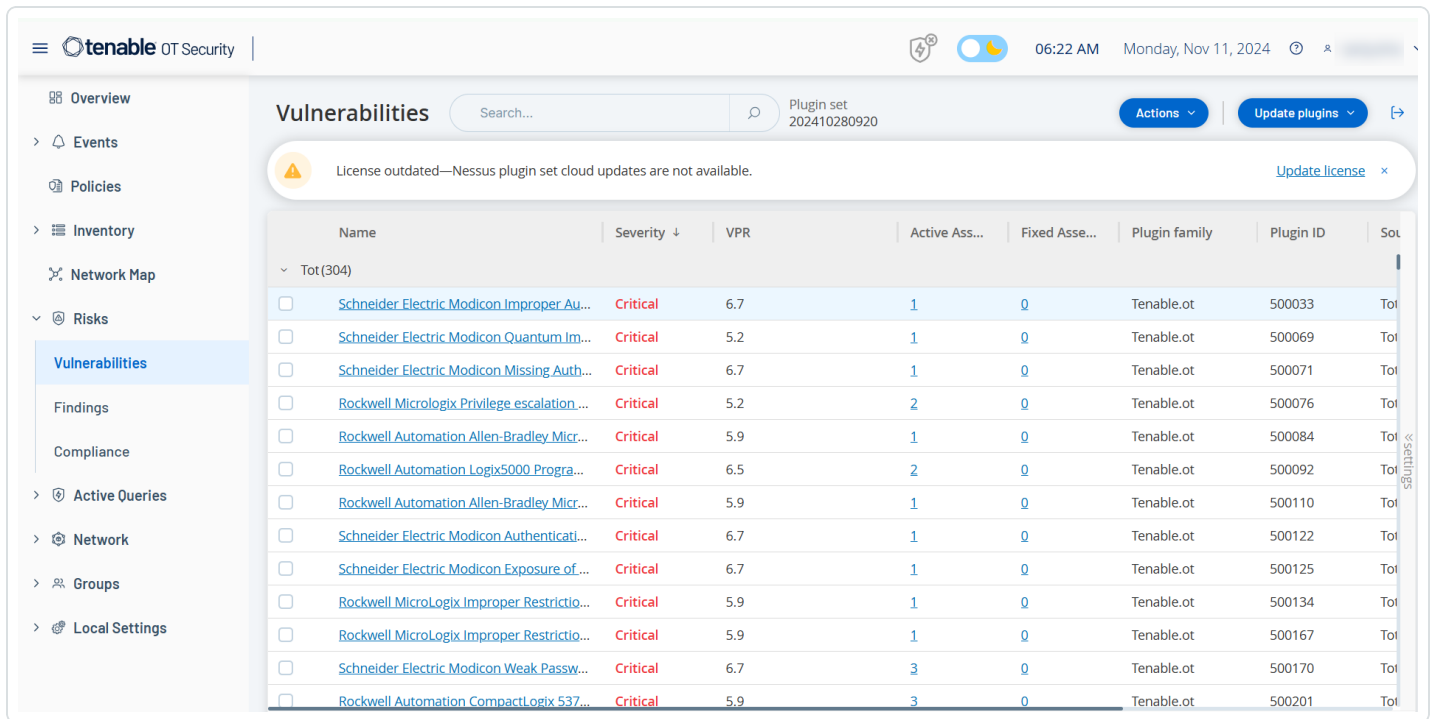 tenable OT Security
06:22 AM Monday, Nov 11, 2024
Overview
Events
Policies
Inventory
Network Map
Risks
Vulnerabilities
Findings
Compliance
Active Queries
Network
Groups
Local Settings
Vulnerabilities
Search...
Plugin set
202410280920
Actions
Update plugins
License outdated—Nessus plugin set cloud updates are not available.
Update license
Name Severity VPR Active Ass... Fixed Asse... Plugin family Plugin ID Sou
Tot (304)
Schneider Electric Modicon Improper Au... Critical 6.7 1 0 Tenable.ot 500033 Tot
Schneider Electric Modicon Quantum Im... Critical 5.2 1 0 Tenable.ot 500069 Tot
Schneider Electric Modicon Missing Auth... Critical 6.7 1 0 Tenable.ot 500071 Tot
Rockwell Micrologix Privilege escalation ... Critical 5.2 2 0 Tenable.ot 500076 Tot
Rockwell Automation Allen-Bradley Micr... Critical 5.9 1 0 Tenable.ot 500084 Tot
Rockwell Automation Logix5000 Progra... Critical 6.5 2 0 Tenable.ot 500092 Tot
Rockwell Automation Allen-Bradley Micr... Critical 5.9 1 0 Tenable.ot 500110 Tot
Schneider Electric Modicon Authenticati... Critical 6.7 1 0 Tenable.ot 500122 Tot
Schneider Electric Modicon Exposure of ... Critical 6.7 1 0 Tenable.ot 500125 Tot
Rockwell MicroLogix Improper Restrictio... Critical 5.9 1 0 Tenable.ot 500134 Tot
Rockwell MicroLogix Improper Restrictio... Critical 5.9 1 0 Tenable.ot 500167 Tot
Schneider Electric Modicon Weak Passw... Critical 6.7 3 0 Tenable.ot 500170 Tot
Rockwell Automation CompactLogix 537... Critical 5.9 3 0 Tenable.ot 500201 Tot
settings